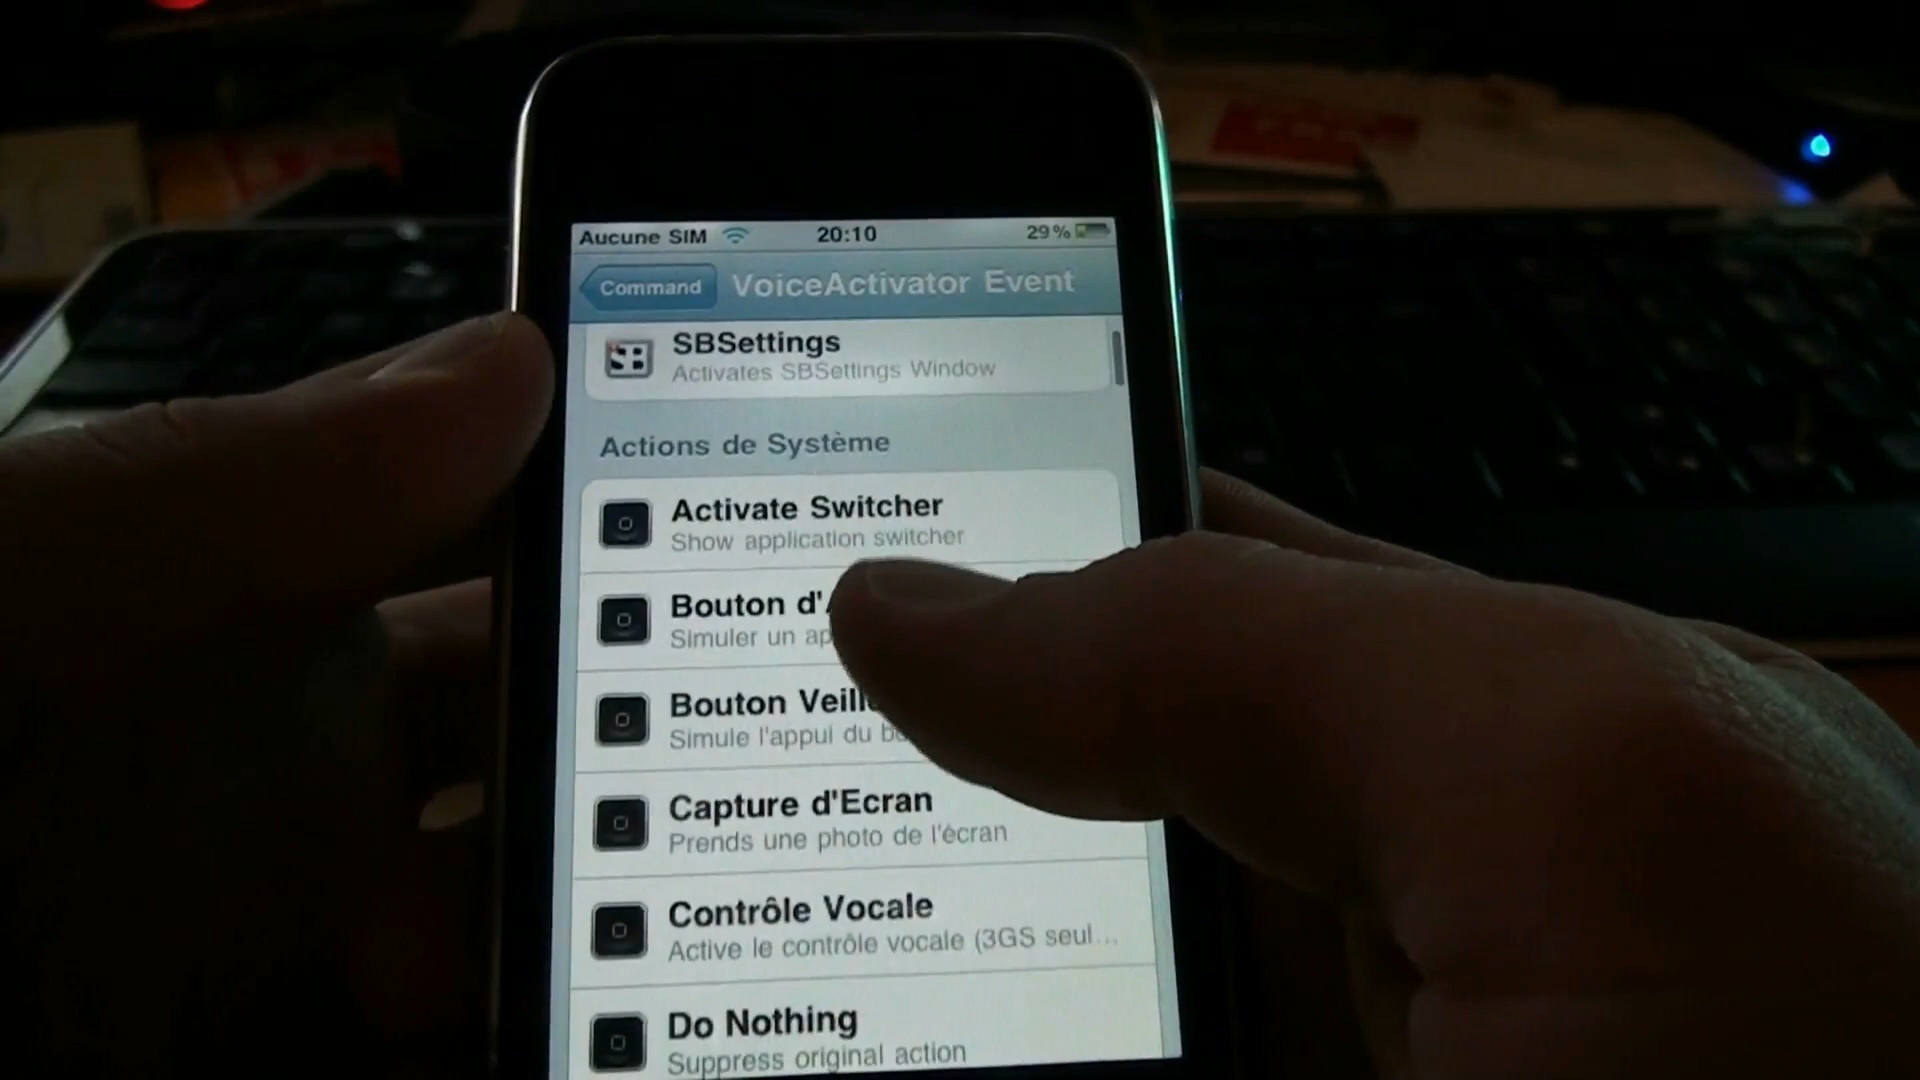 Aucune SIM 20:10 29%
Command VoiceActivator Event
SBSettings
Activates SBSettings Window
Actions de Système
Activate Switcher
Show application switcher
Bouton
Simuler un
Bouton
Simule l'appui du
Capture d'Ecran
Prends une photo de l'écran
Contrôle Vocale
Active le contrôle vocale (3GS seul...
Do Nothing
Suppress original action